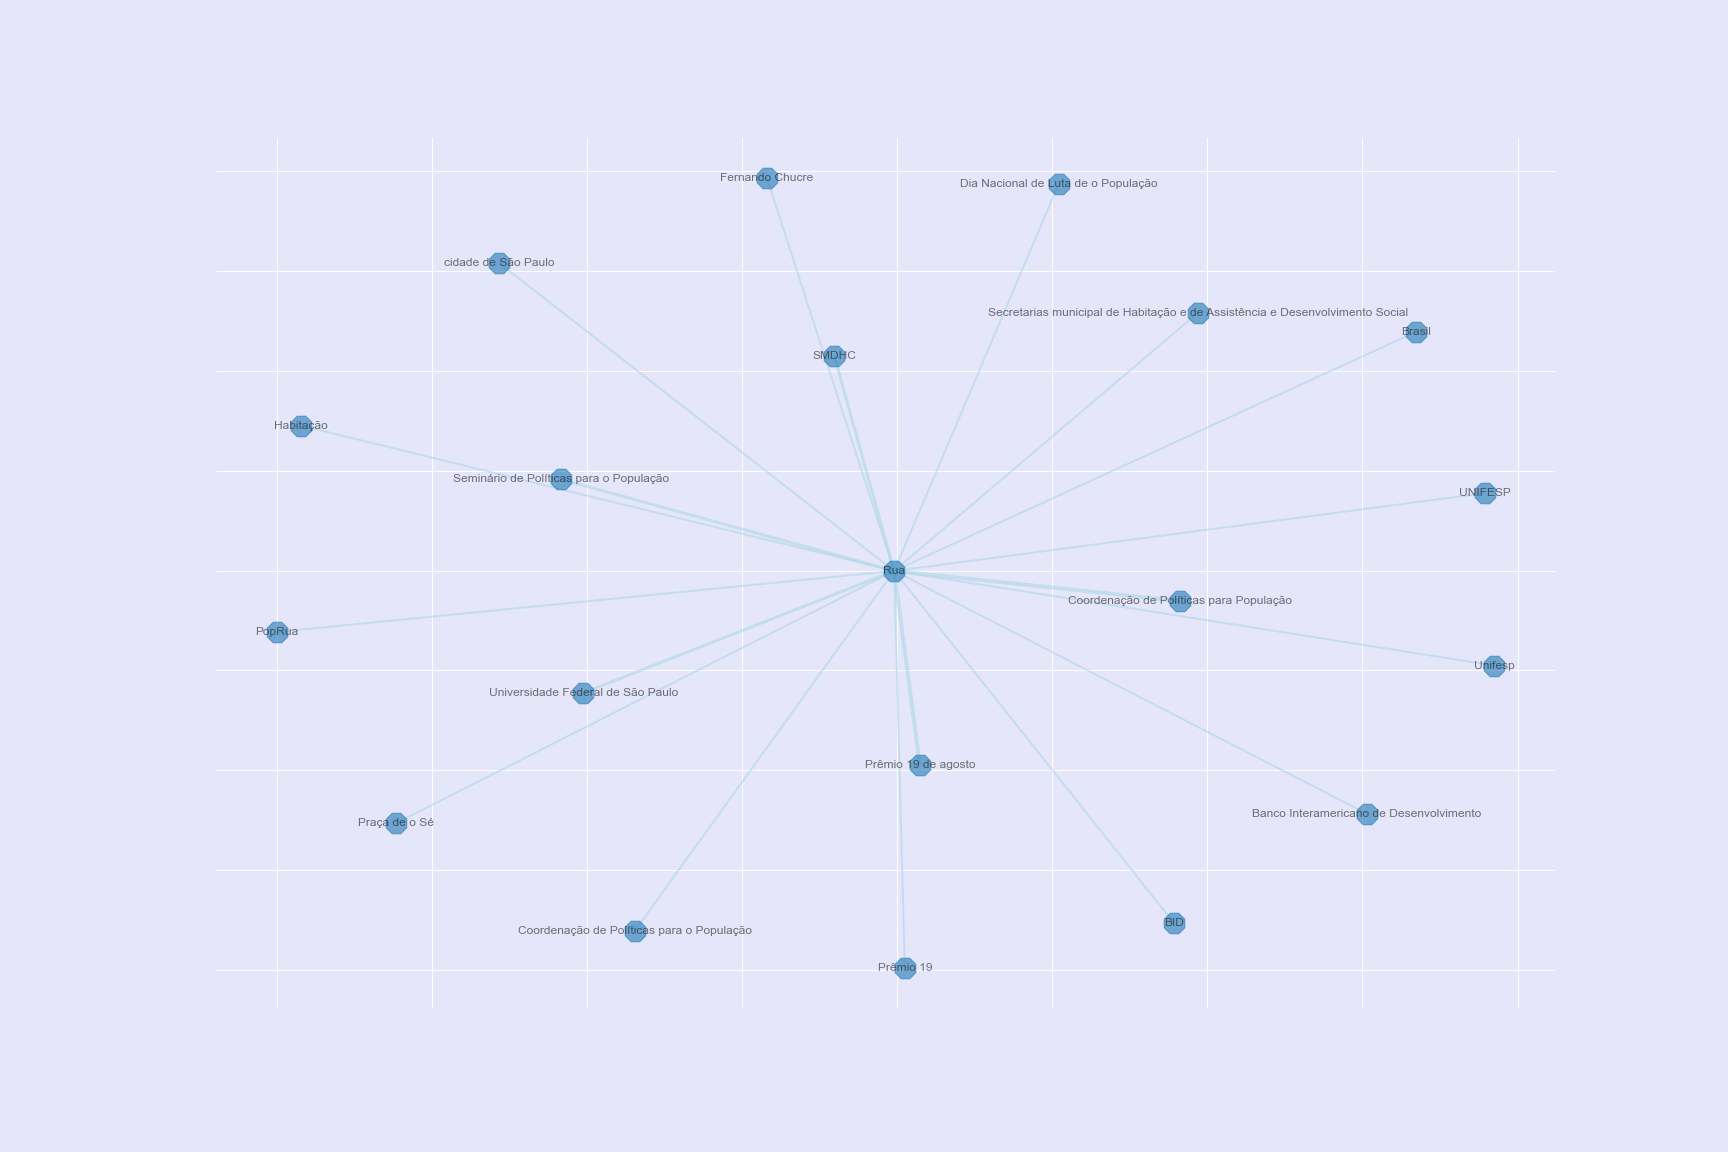 Fernando Chucre
Dia Nacional de Luta de o População
cidade de São Paulo
Secretarias municipal de Habitação e de Assistência e Desenvolvimento Social
Brasil
SMDHC
Habitação
Seminário de Políticas para o População
UNIFESP
Rua
Coordenação de Políticas para População
PopRua
Unifesp
Universidade Federal de São Paulo
Prêmio 19 de agosto
Banco Interamericano de Desenvolvimento
Praça de o Sé
BID
Coordenação de Políticas para o População
Prêmio 19